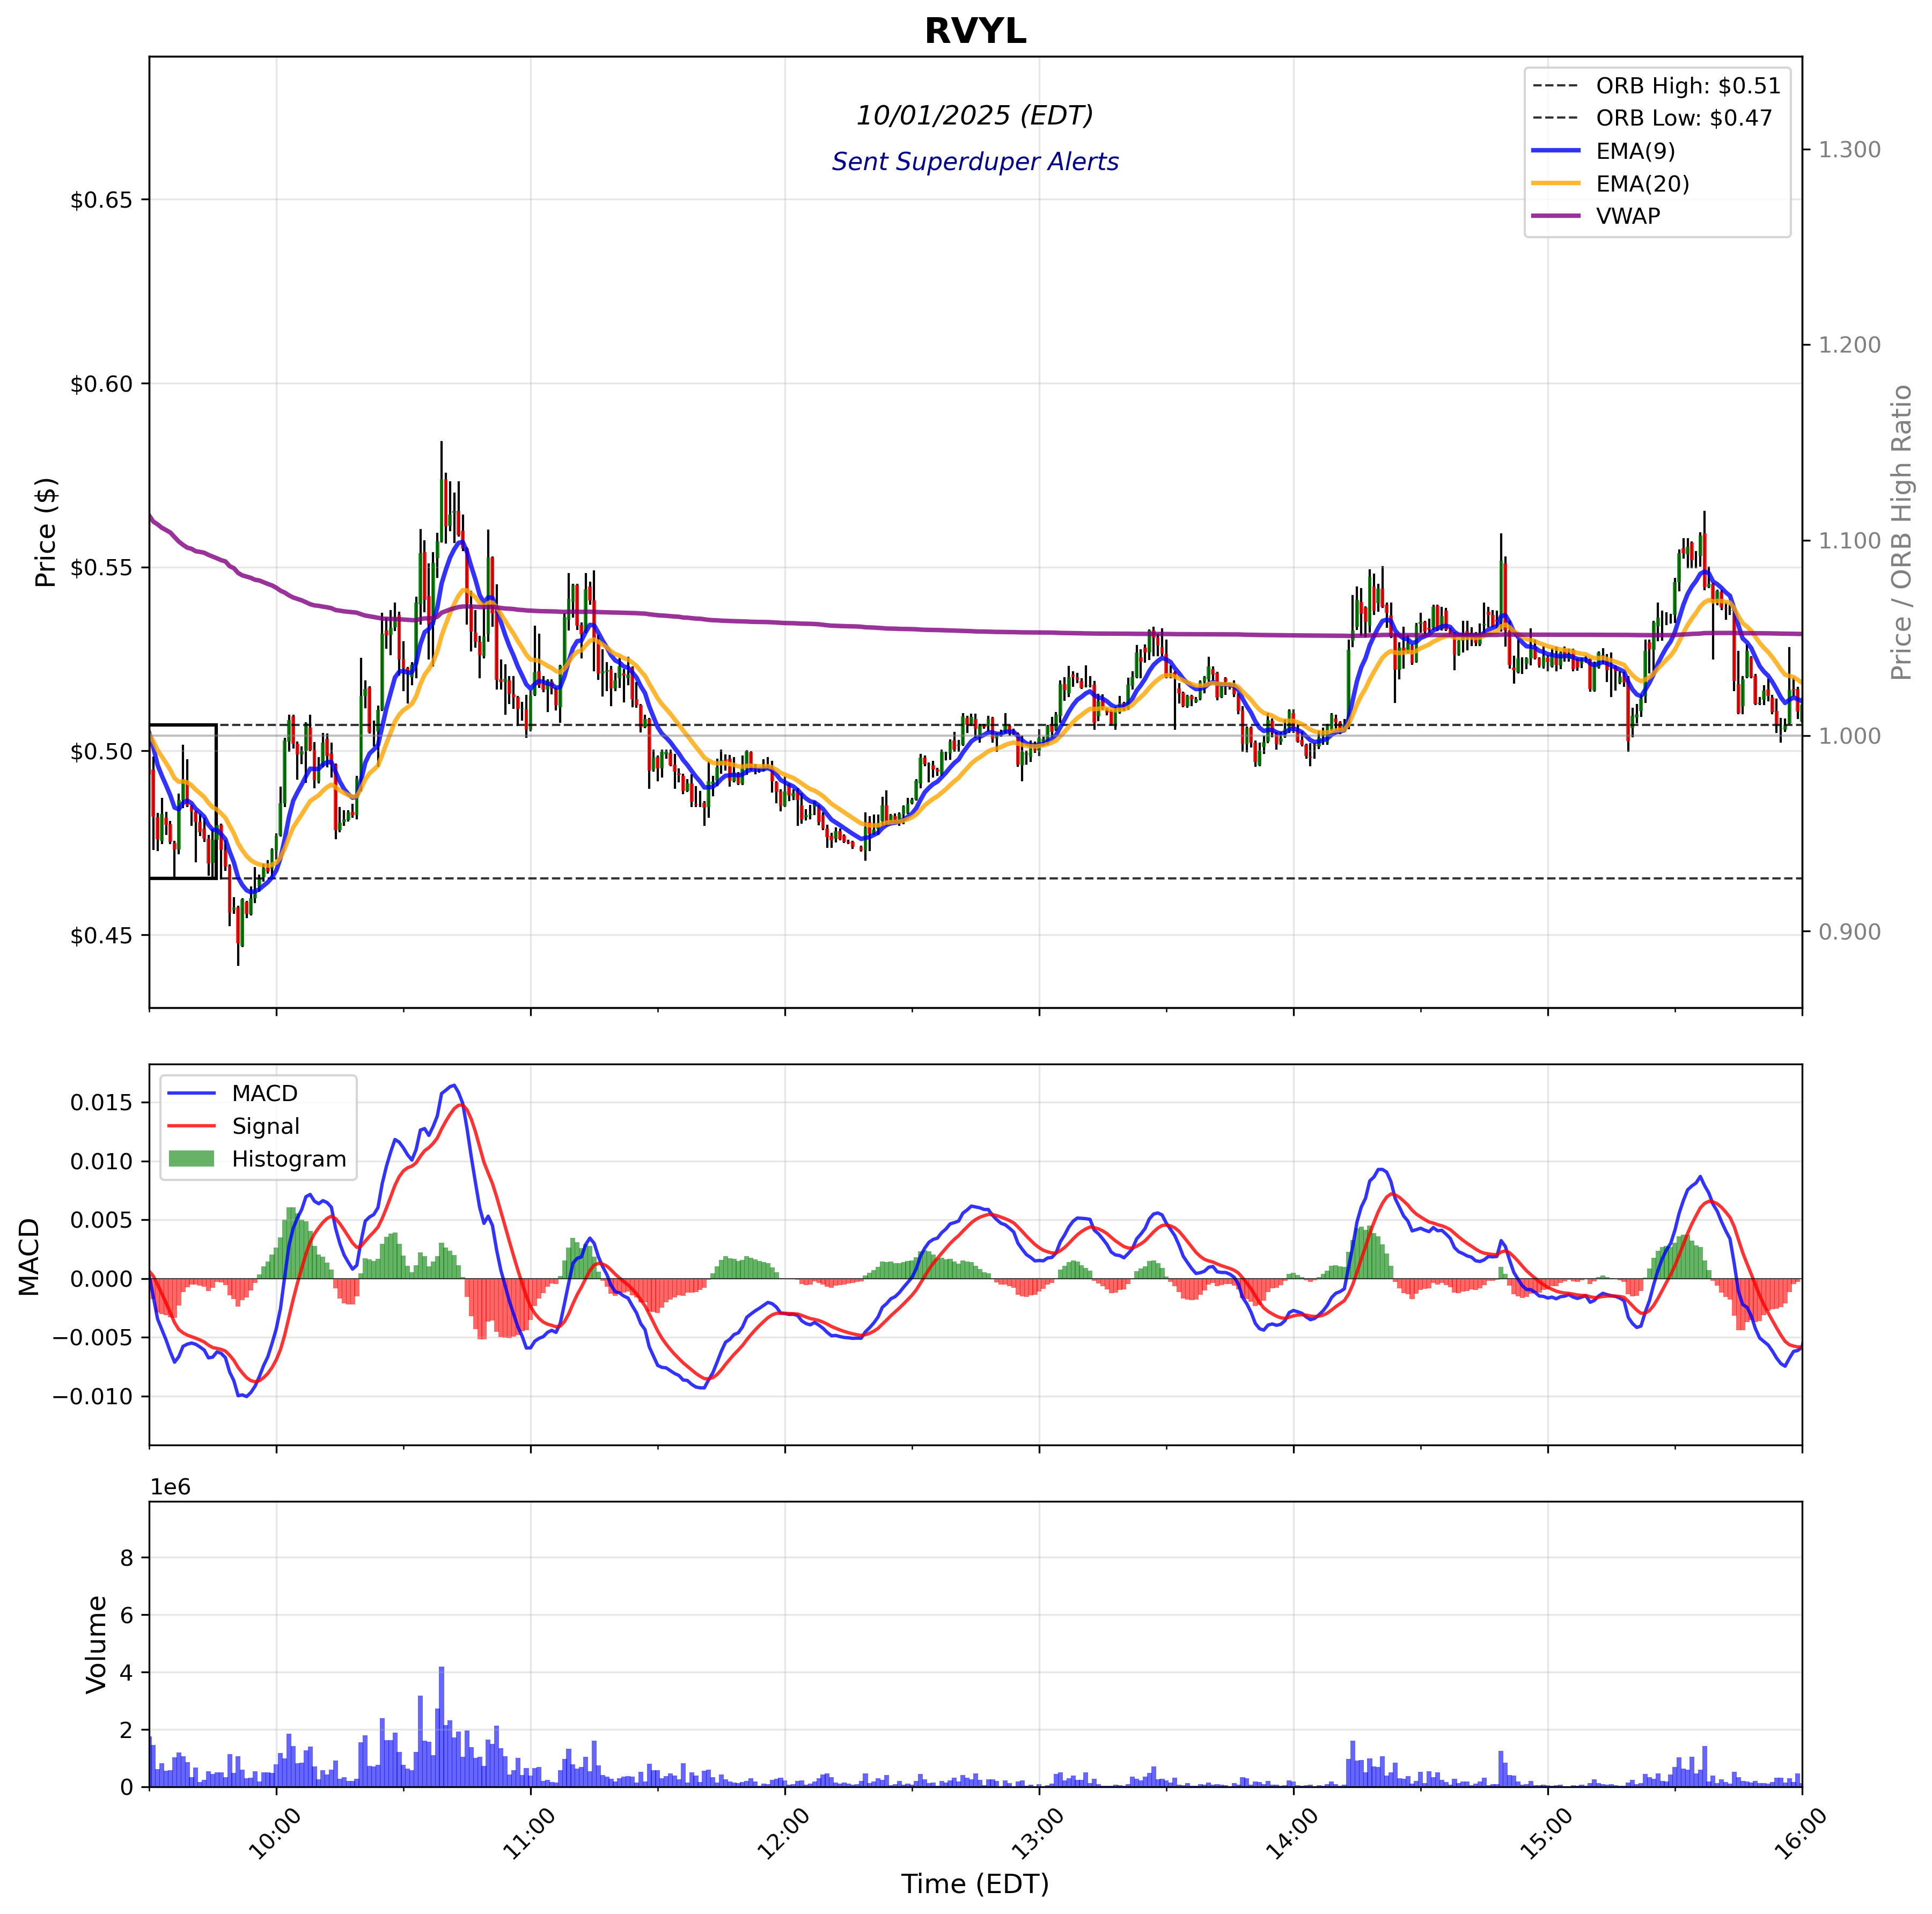 RVYL
10/01/2025 (EDT)
Sent Superduper Alerts
ORB High: $0.51
ORB Low: $0.47
EMA(9)
EMA(20)
VWAP
Price ($)
$0.65
$0.60
$0.55
$0.50
$0.45
1.300
1.200
1.100
1.000
0.900
Price / ORB High Ratio
MACD
Signal
Histogram
MACD
0.015
0.010
0.005
0.000
−0.005
−0.010
1e6
Volume
8
6
4
2
0
10:00
11:00
12:00
13:00
14:00
15:00
16:00
Time (EDT)